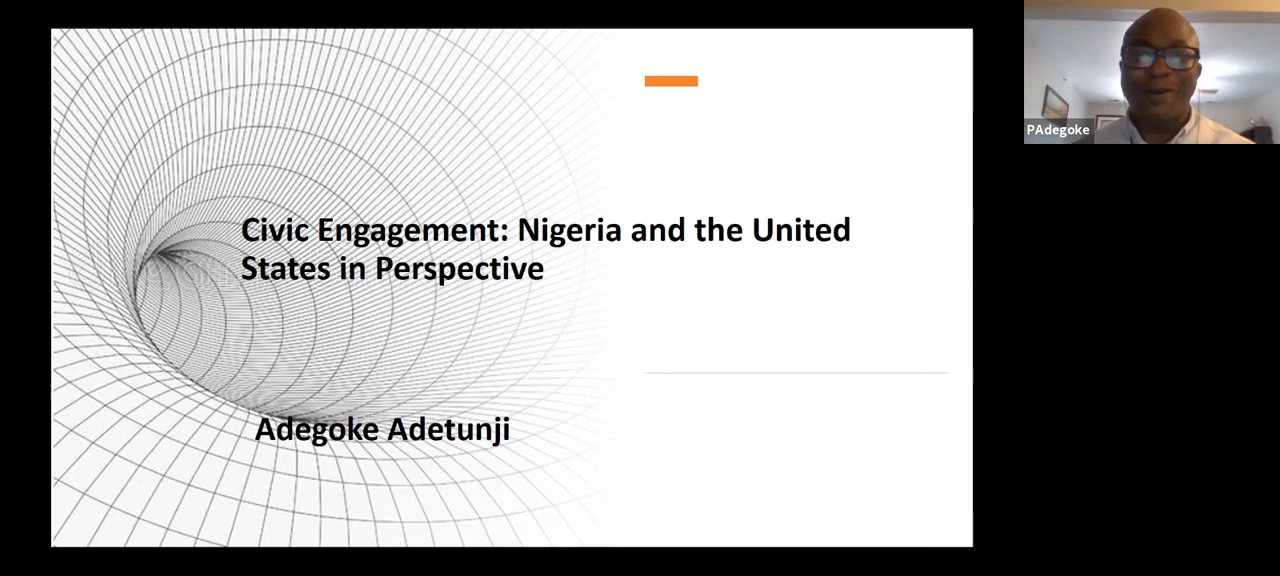 Civic Engagement: Nigeria and the United
States in Perspective
Adegoke Adetunji
PAdegoke